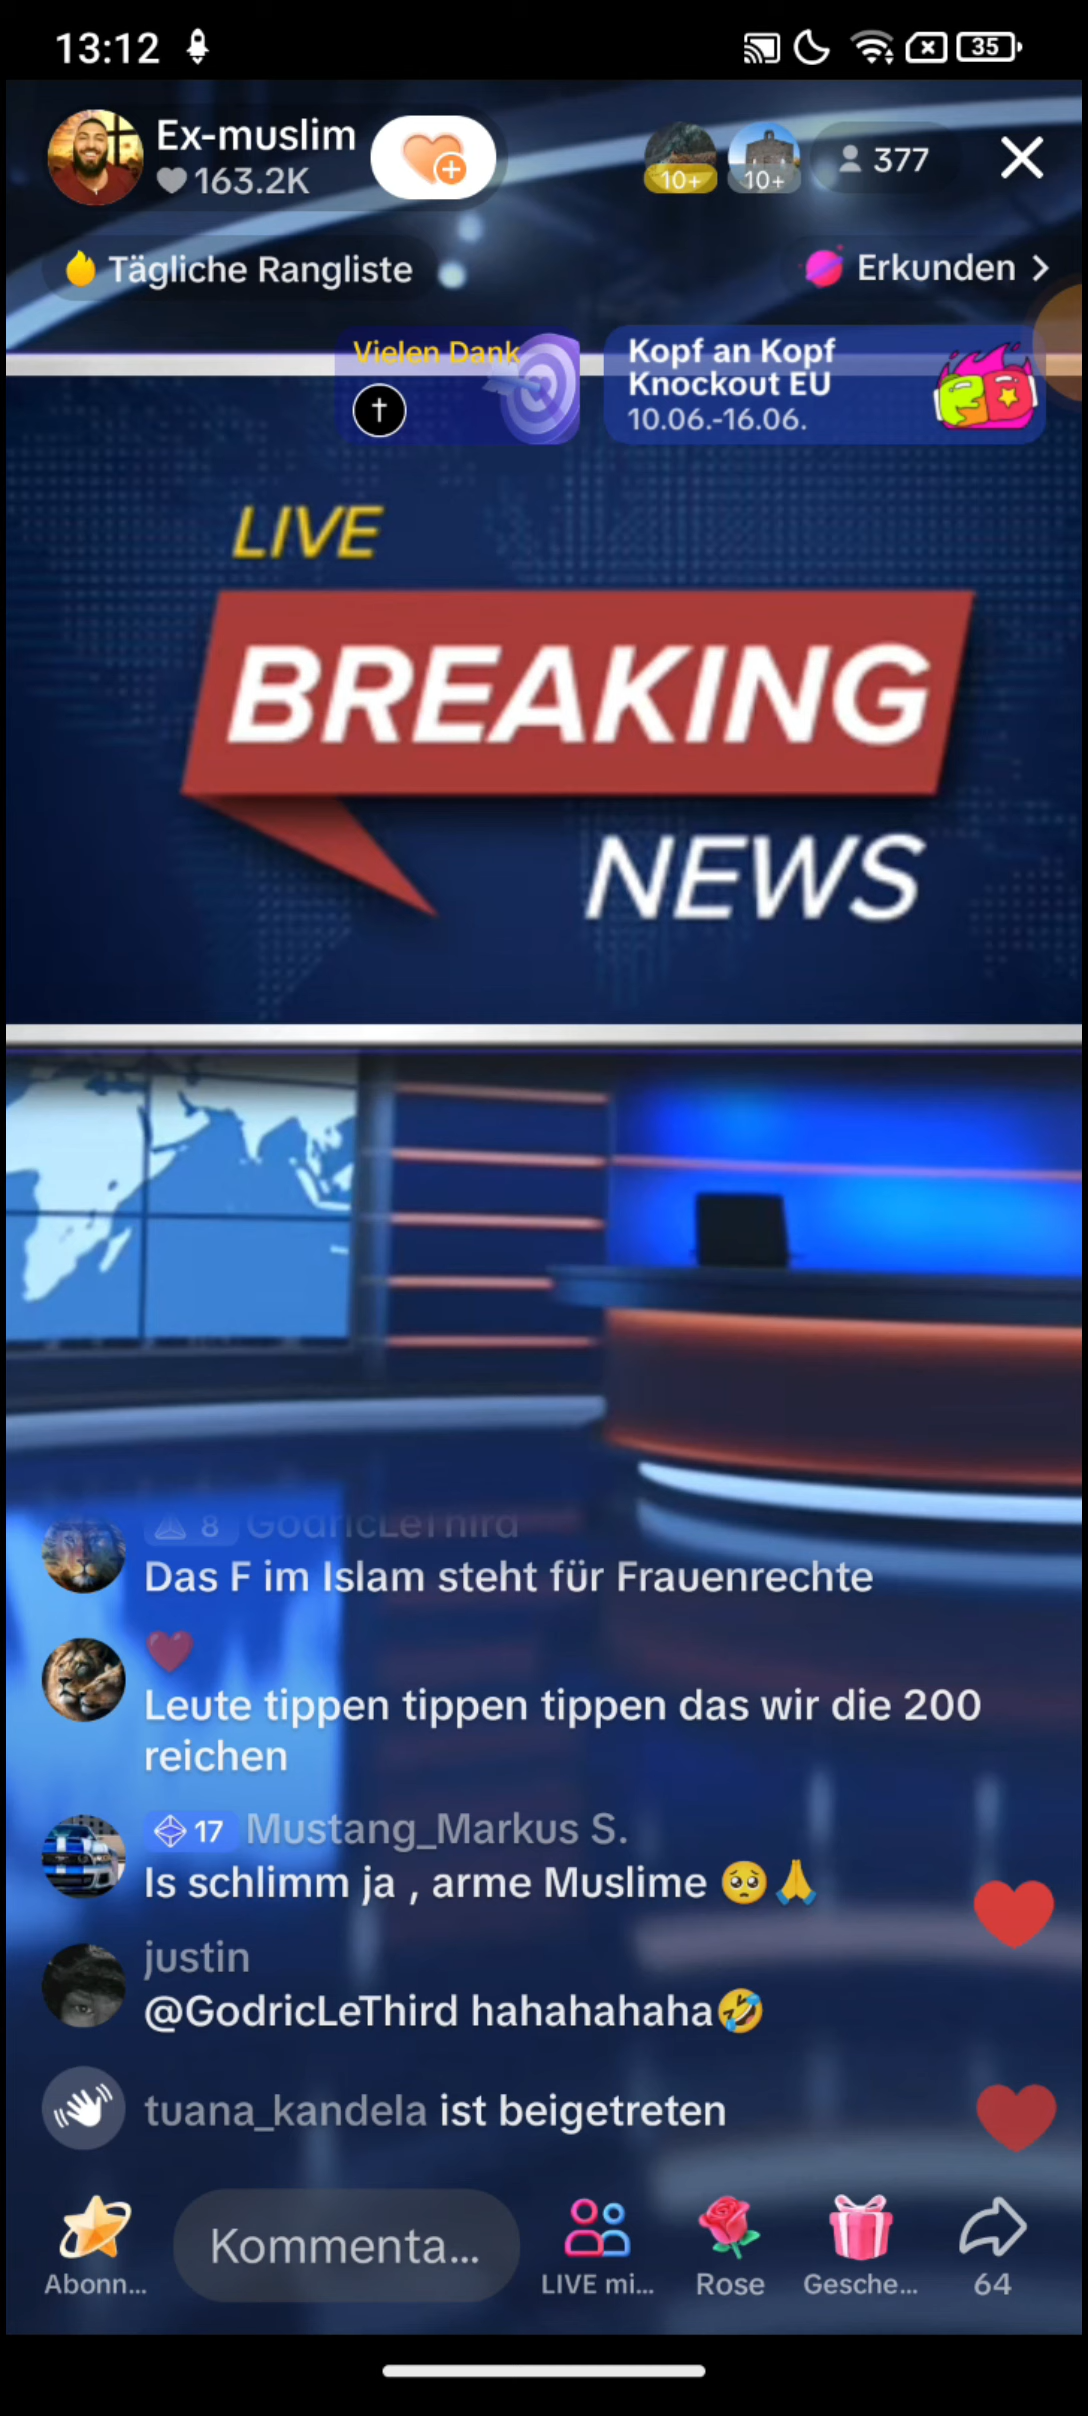 13:12
35
Ex-muslim
163.2K
10+
10+
377
Tägliche Rangliste
Erkunden
Vielen Dank
Kopf an Kopf
Knockout EU
10.06.-16.06.
LIVE
BREAKING
NEWS
8 GodricLeThird
Das F im Islam steht für Frauenrechte
Leute tippen tippen tippen das wir die 200
reichen
17 Mustang_Markus S.
Is schlimm ja , arme Muslime 🥺🙏
justin
@GodricLeThird hahahahaha🤣
tuana_kandela ist beigetreten
Kommenta...
Abonn...
LIVE mi...
Rose
Gesche...
64